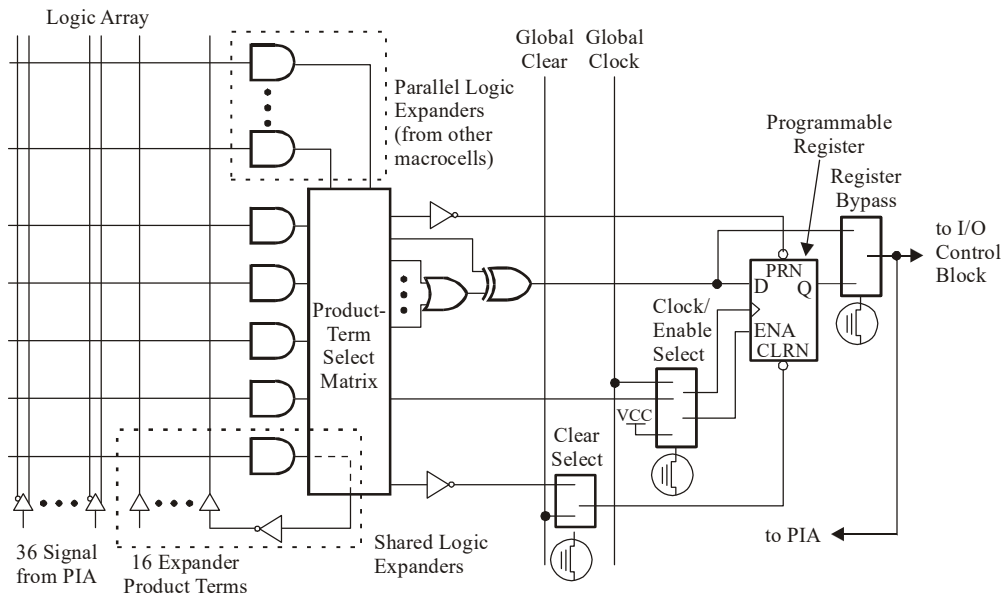 Logic Array
Global
Clear
Global
Clock
Parallel Logic
Expanders
(from other
macrocells)
Programmable
Register
Register
Bypass
to I/O
Control
Block
PRN
D
Q
ENA
CLRN
Clock/
Enable
Select
Product-
Term
Select
Matrix
VCC
Clear
Select
to PIA
Shared Logic
Expanders
36 Signal
from PIA
16 Expander
Product Terms